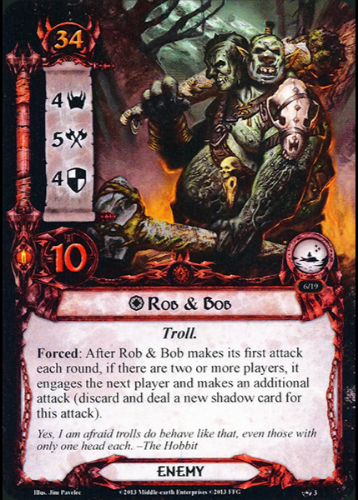 34
4
5
4
10
6/19
Rob & Bob
Troll.
Forced: After Rob & Bob makes its first attack
each round, if there are two or more players, it
engages the next player and makes an additional
attack (discard and deal a new shadow card for
this attack).
Yes, I am afraid trolls do behave like that, even those with
only one head each. –The Hobbit
ENEMY
Illus. Jim Pavelec
©2013 Middle-earth Enterprises ©2013 FFG